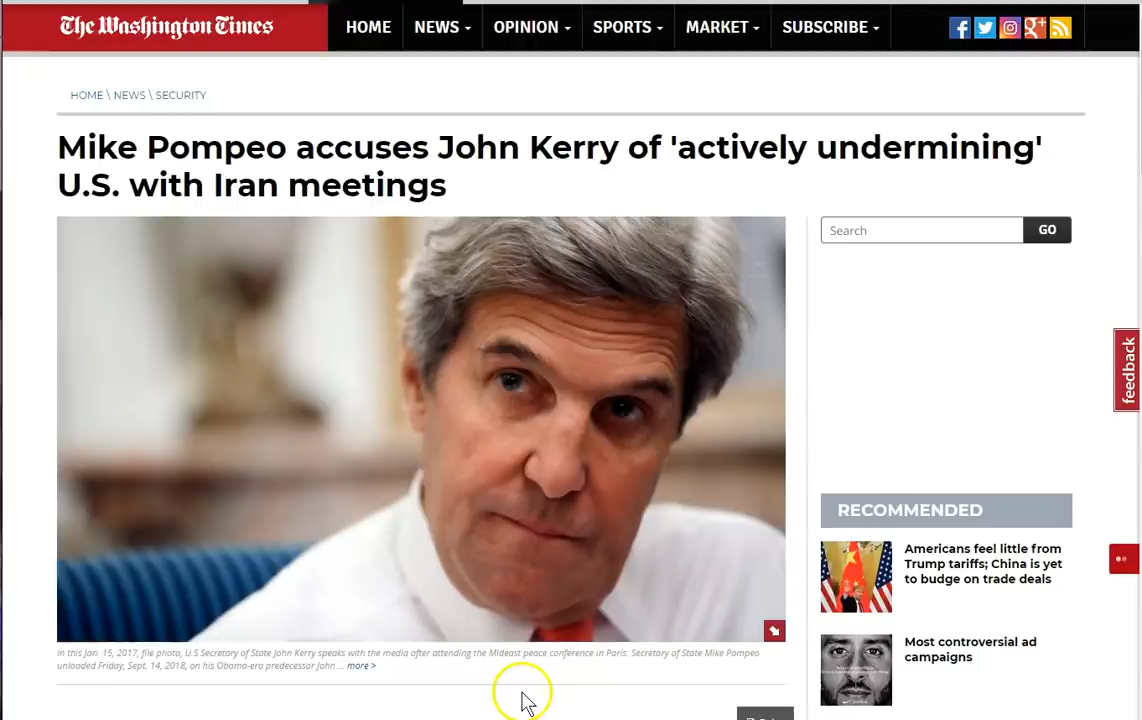 The Washington Times
HOME NEWS OPINION SPORTS MARKET SUBSCRIBE
HOME \ NEWS \ SECURITY
Mike Pompeo accuses John Kerry of 'actively undermining'
U.S. with Iran meetings
Search GO
feedback
RECOMMENDED
Americans feel little from
Trump tariffs; China is yet
to budget on trade deals
Most controversial ad
campaigns
In this Jan. 15, 2017, file photo, U.S Secretary of State John Kerry speaks with the media after attending the Mideast peace conference in Paris. Secretary of State Mike Pompeo
unloaded Friday, Sept. 14, 2018, on his Obama-era predecessor John ... more >